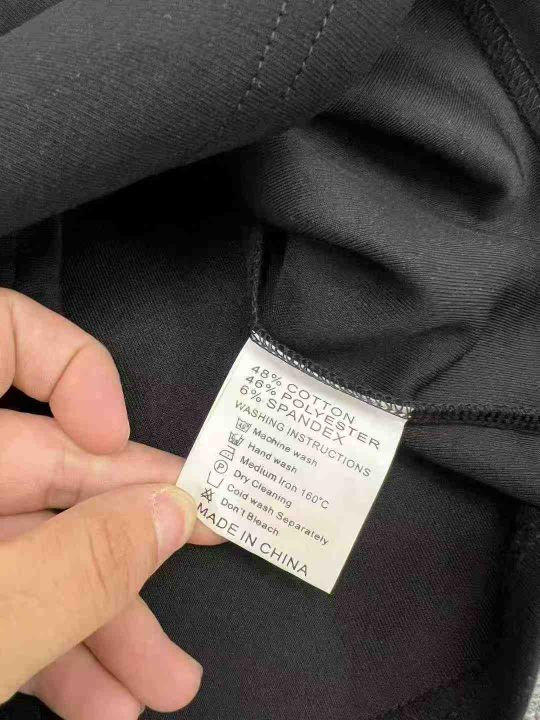 48% COTTON
46% POLYESTER
6% SPANDEX
WASHING INSTRUCTIONS
Machine wash
Hand wash
Medium Iron 160°C
P Dry Cleaning
Cold wash Separately
Don't Bleach
MADE IN CHINA